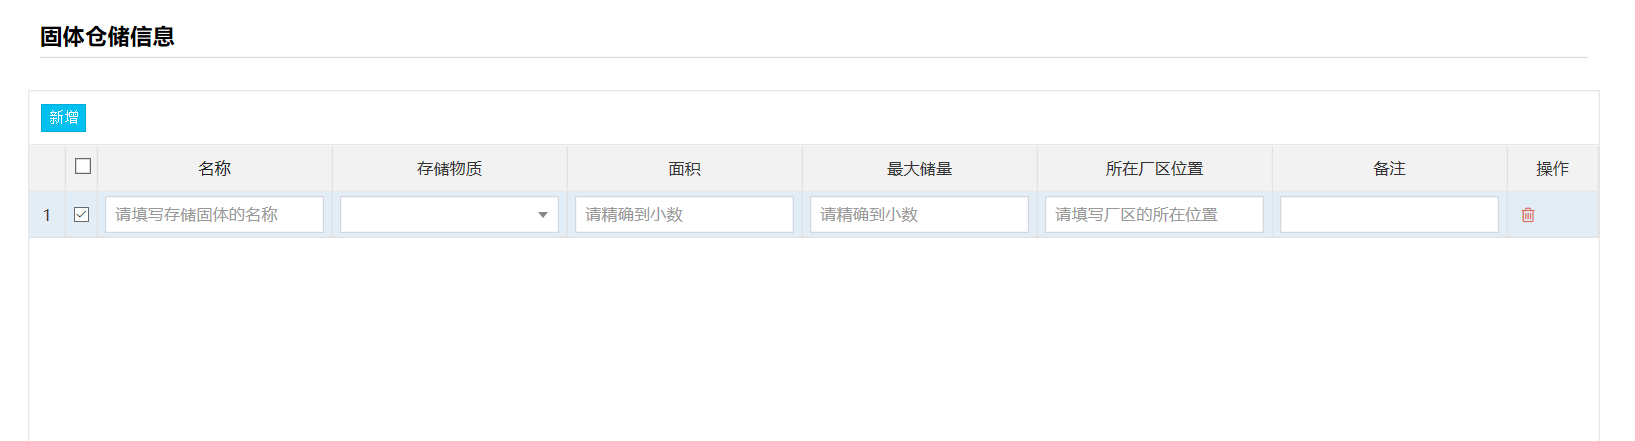 固体仓储信息
新增
名称 存储物质 面积 最大储量 所在厂区位置 备注 操作
1 请填写存储固体的名称 请精确到小数 请精确到小数 请填写厂区的所在位置